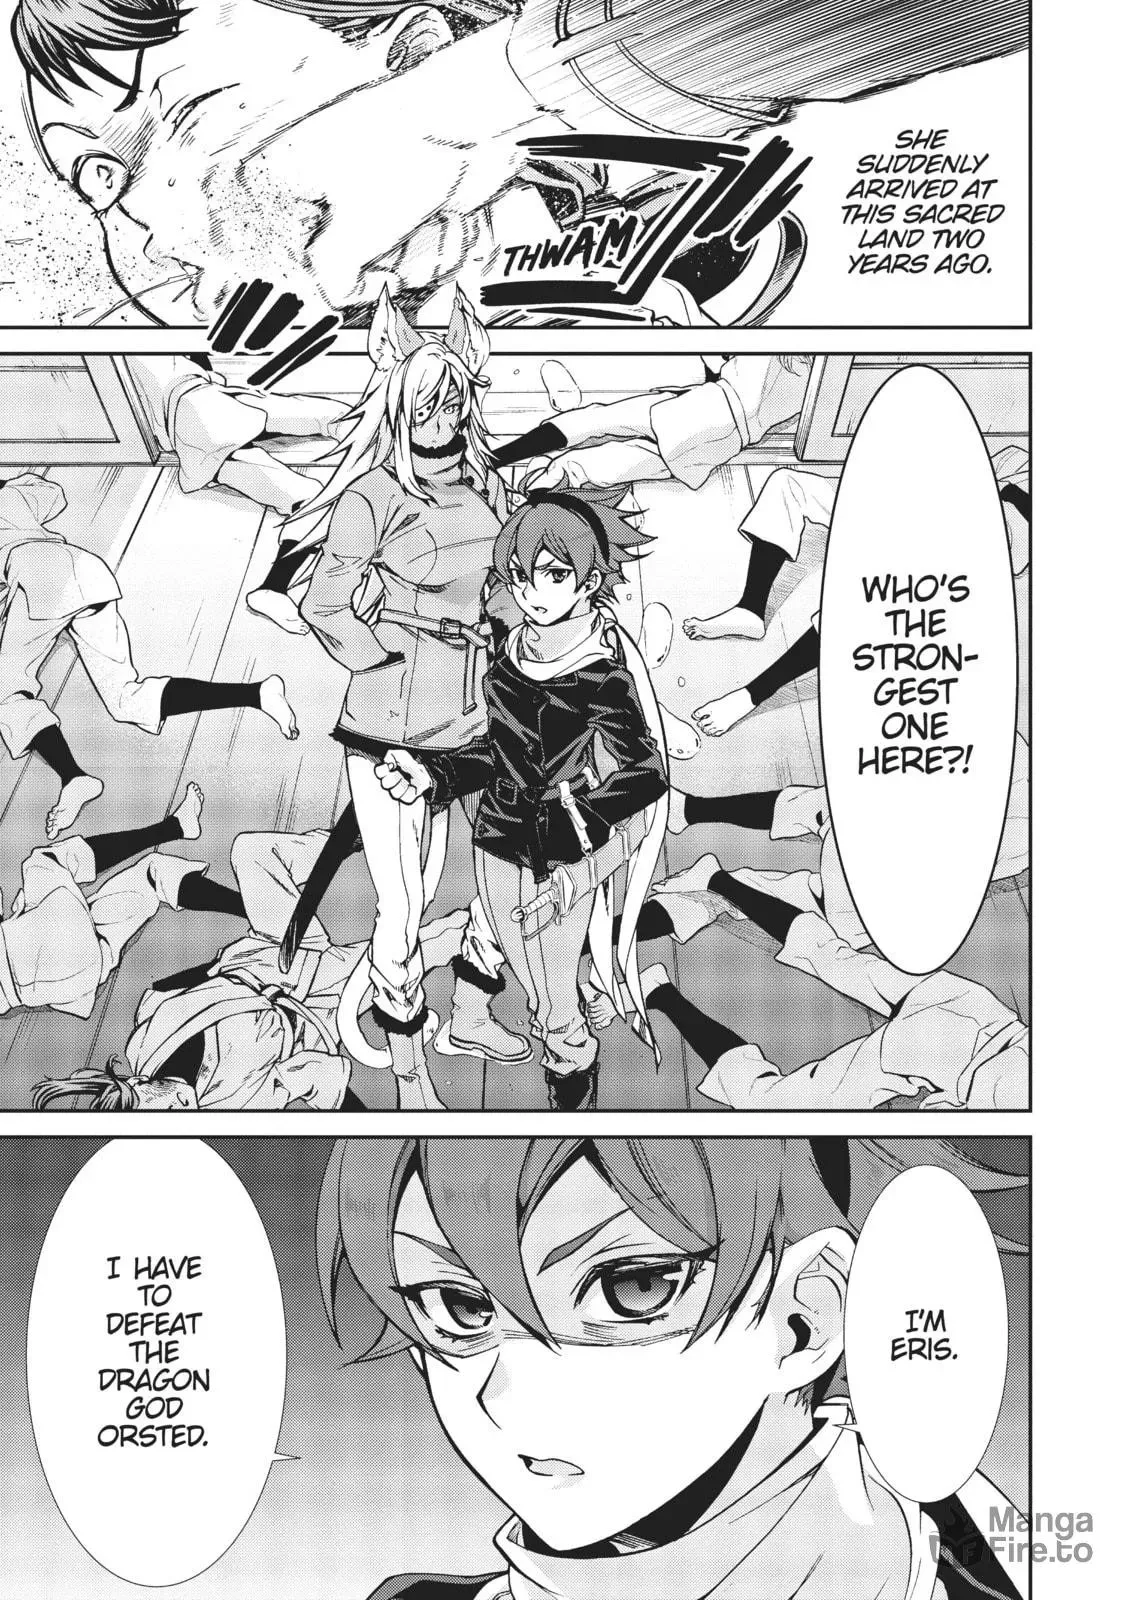 SHE
SUDDENLY
ARRIVED AT
THIS SACRED
LAND TWO
YEARS AGO.
THWAM
WHO'S
THE
STRON-
GEST
ONE
HERE?!
I'M
ERIS.
I HAVE
TO
DEFEAT
THE
DRAGON
GOD
ORSTED.
Manga
Fire.to